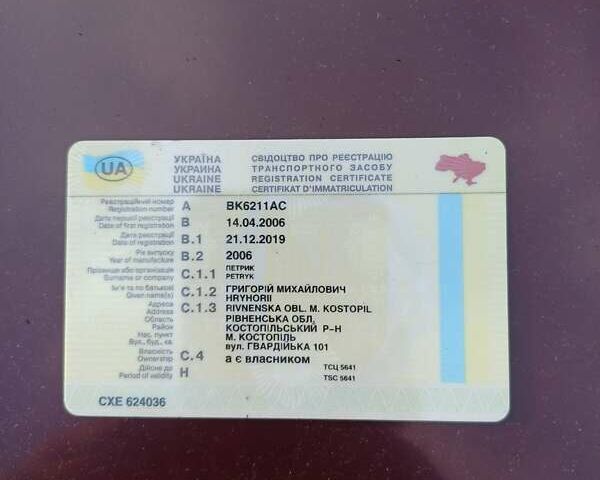 UA
УКРАЇНА
УКРАИНА
UKRAINE
UKRAINE
СВІДОЦТВО ПРО РЕЄСТРАЦІЮ
ТРАНСПОРТНОГО ЗАСОБУ
REGISTRATION CERTIFICATE
CERTIFIKAT D'IMMATRICULATION
Реєстраційний номер
Registration number
A
BK6211AC
Дата першої реєстрації
Date of first registration
B
14.04.2006
Дата реєстрації
Date of registration
B.1
21.12.2019
Рік випуску
Year of manufacture
B.2
2006
Прізвище або організація
Surname or company
C.1.1
ПЕТРИК
PETRYK
Ім'я та по батькові
Given name(s)
C.1.2
ГРИГОРІЙ МИХАЙЛОВИЧ
HRYHORII
Адреса
Address
Область
Район
Нас. пункт
Вул., буд., кв.
C.1.3
RIVNENSKA OBL. M. KOSTOPIL
РІВНЕНСЬКА ОБЛ,
КОСТОПІЛЬСЬКИЙ Р-Н
М. КОСТОПІЛЬ
вул. ГВАРДІЙСЬКА 101
Власність
Ownership
C.4
а є власником
Дійсне до
Period of validity
H
ТСЦ 5641
TSC 5641
CXE 624036